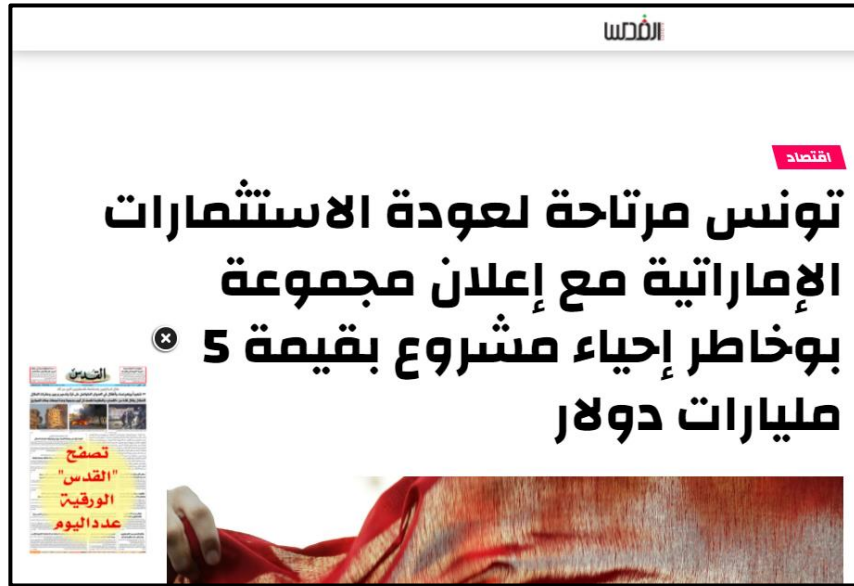 القدس
اقتصاد
تونس مرتاحة لعودة الاستثمارات
الإماراتية مع إعلان مجموعة
بوخاطر إحياء مشروع بقيمة 5
مليارات دولار
القدس
تصفح
"القدس"
الورقية
عدد اليوم